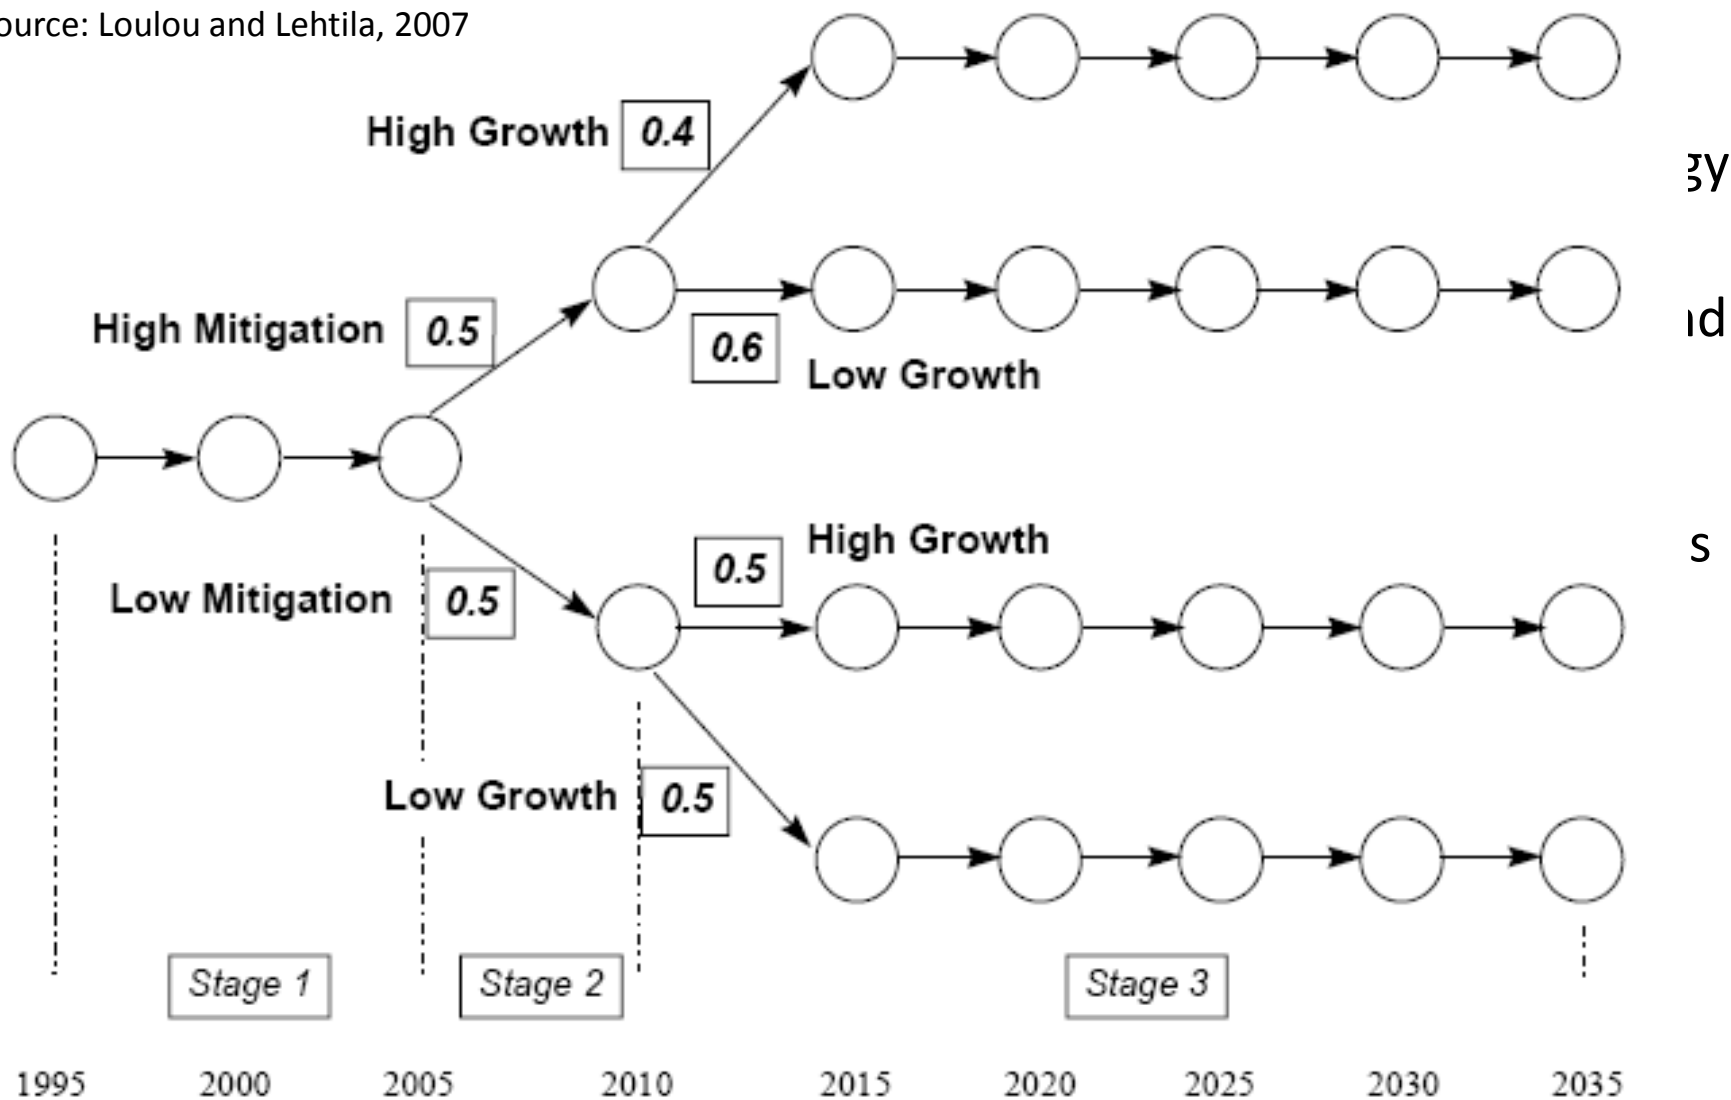 ource: Loulou and Lehtila, 2007
High Growth 0.4
gy
High Mitigation 0.5
nd
0.6
Low Growth
High Growth
0.5
s
Low Mitigation 0.5
Low Growth 0.5
Stage 1 Stage 2 Stage 3
1995 2000 2005 2010 2015 2020 2025 2030 2035